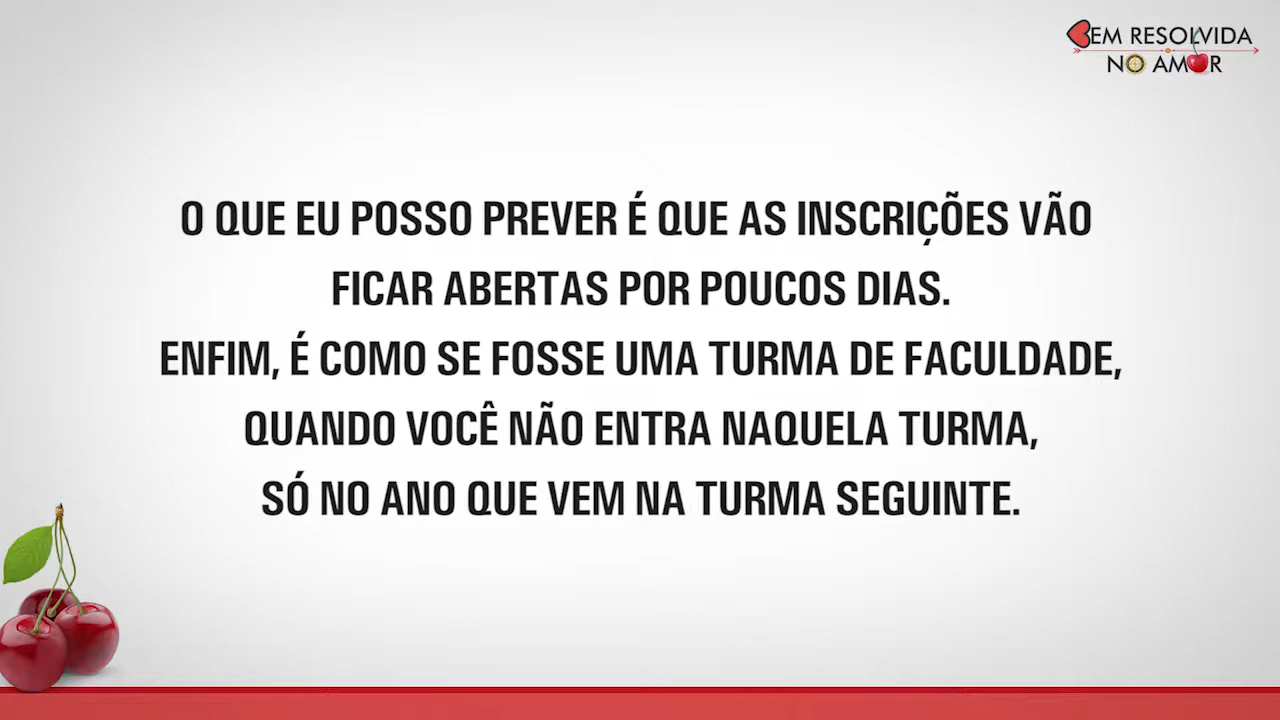 BEM RESOLVIDA
NO AMOR
O QUE EU POSSO PREVER É QUE AS INSCRIÇÕES VÃO
FICAR ABERTAS POR POUCOS DIAS.
ENFIM, É COMO SE FOSSE UMA TURMA DE FACULDADE,
QUANDO VOCÊ NÃO ENTRA NAQUELA TURMA,
SÓ NO ANO QUE VEM NA TURMA SEGUINTE.